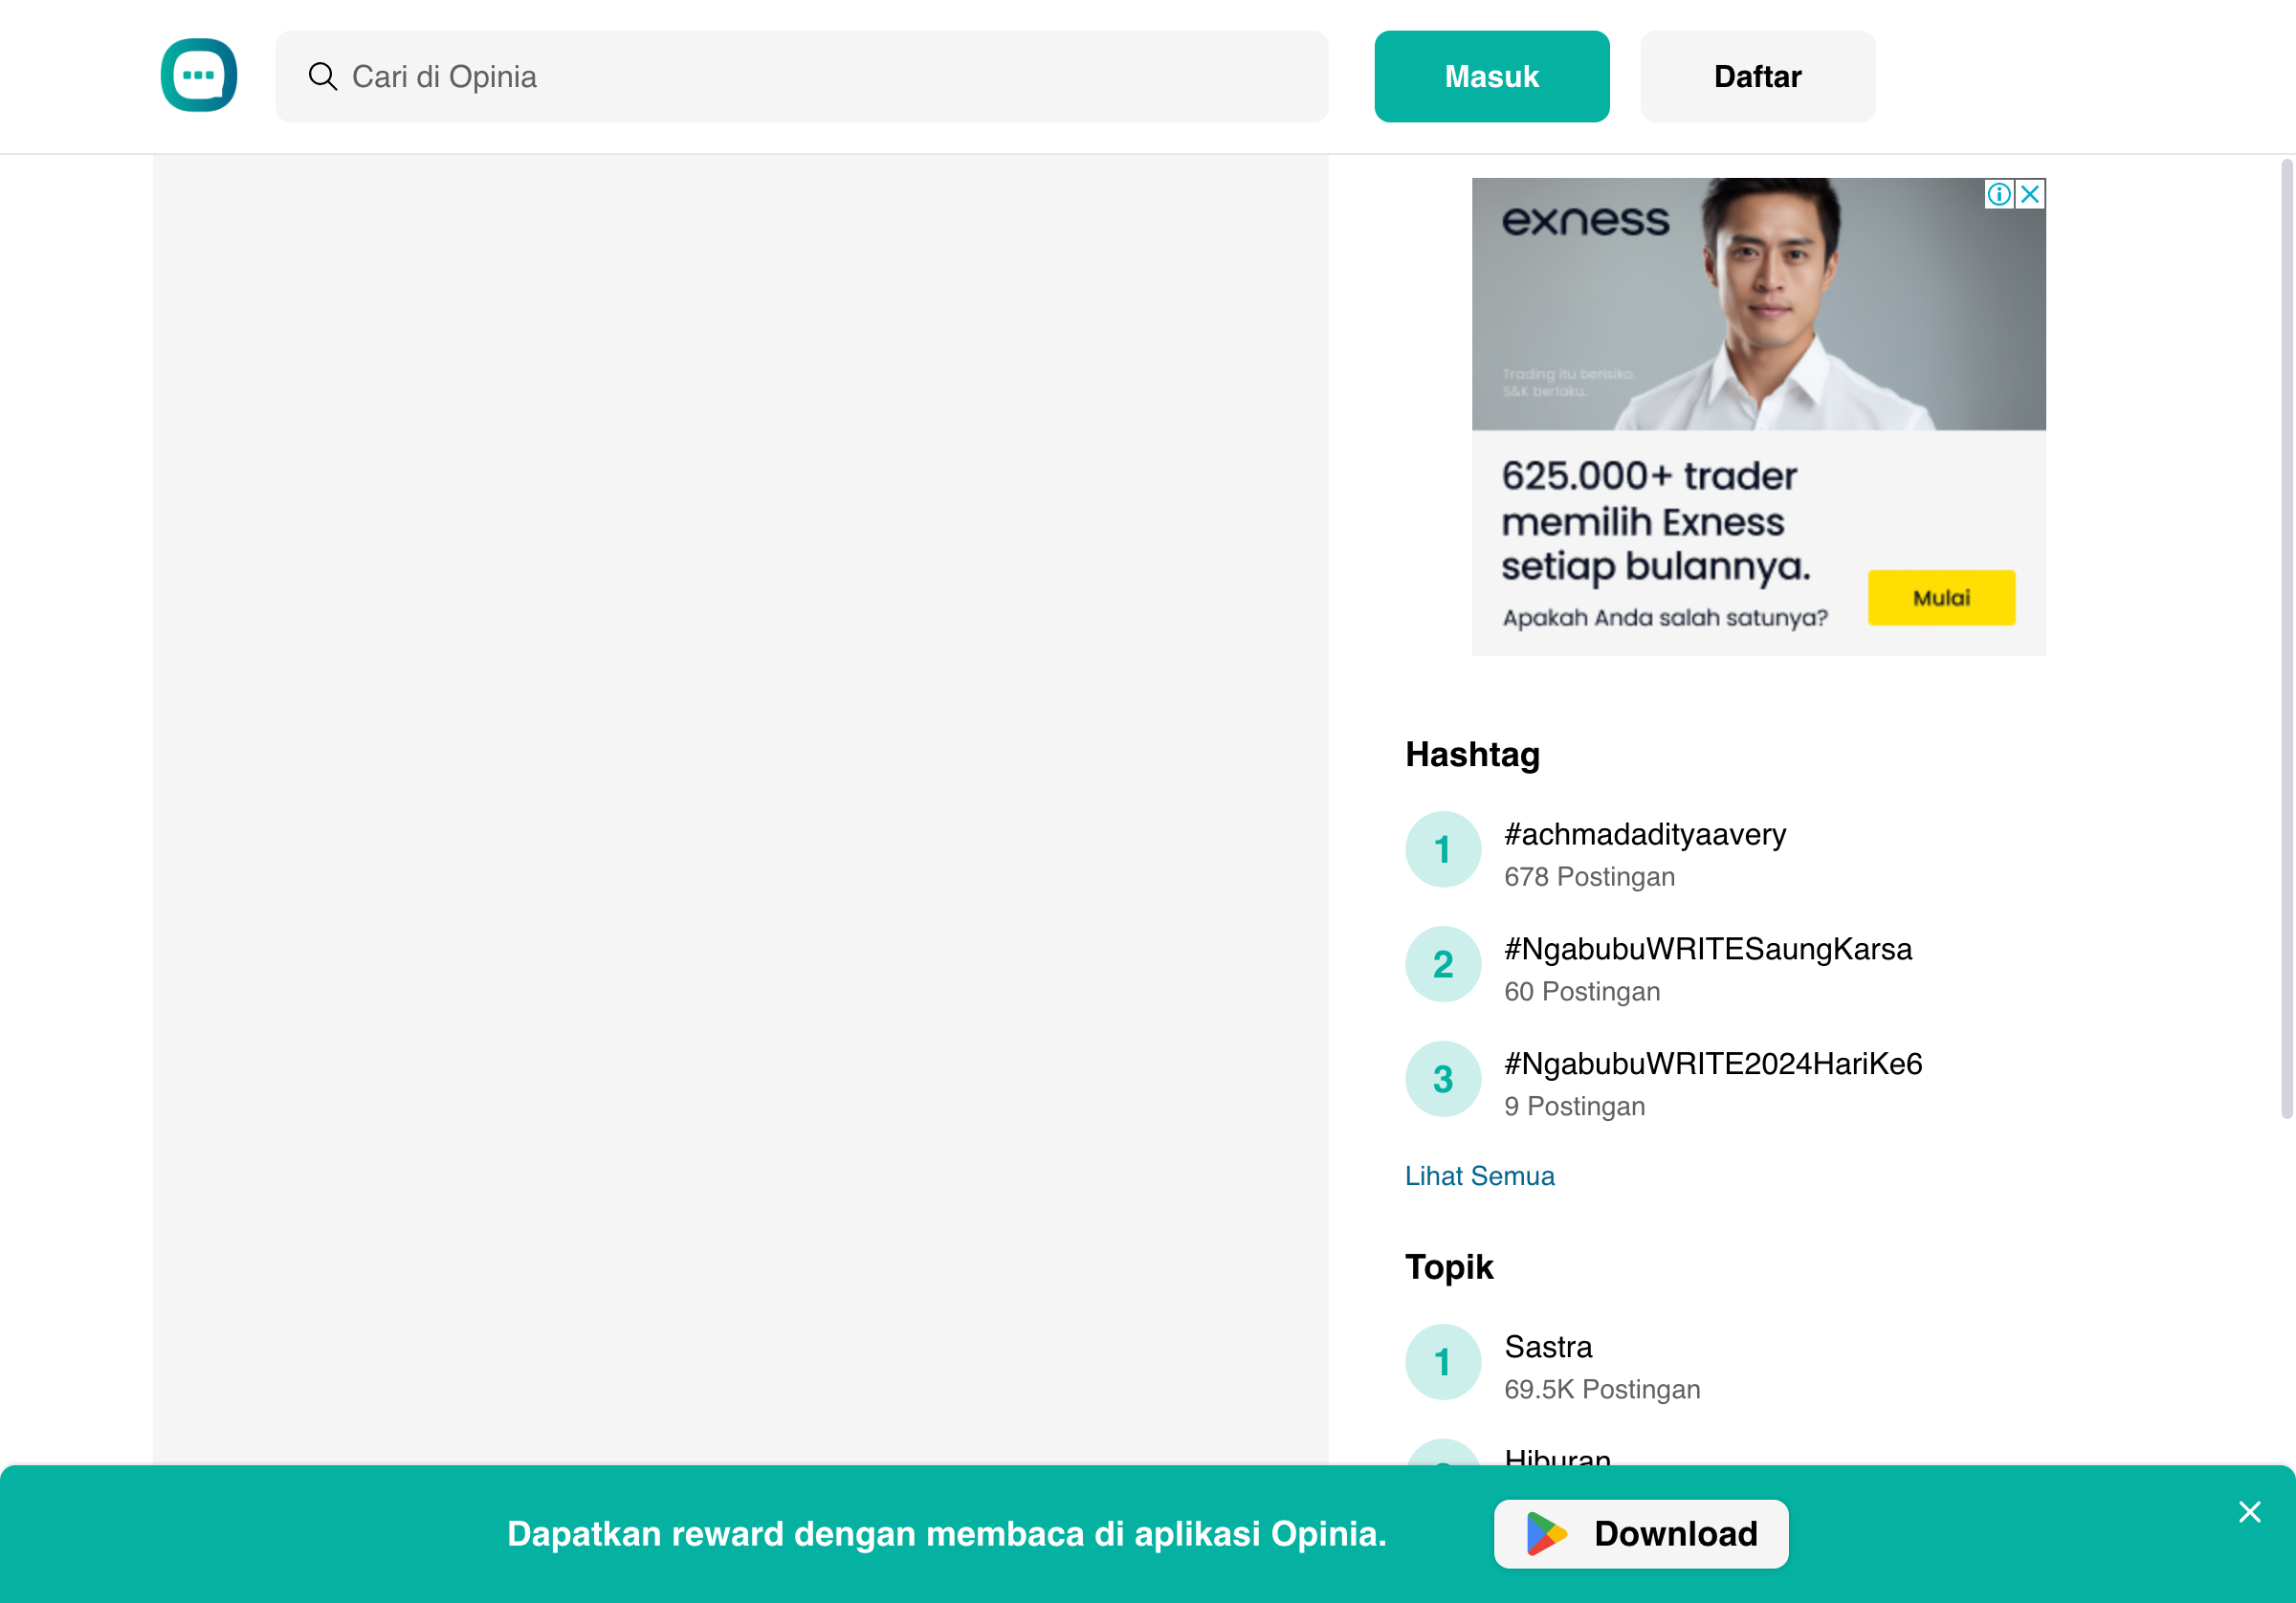 Cari di Opinia
Masuk
Daftar
exness
Trading itu berisiko.
S&K berlaku.
625.000+ trader
memilih Exness
setiap bulannya.
Apakah Anda salah satunya?
Mulai
Hashtag
1
#achmadadityaavery
678 Postingan
2
#NgabubuWRITESaungKarsa
60 Postingan
3
#NgabubuWRITE2024HariKe6
9 Postingan
Lihat Semua
Topik
1
Sastra
69.5K Postingan
Hiburan
Dapatkan reward dengan membaca di aplikasi Opinia.
Download